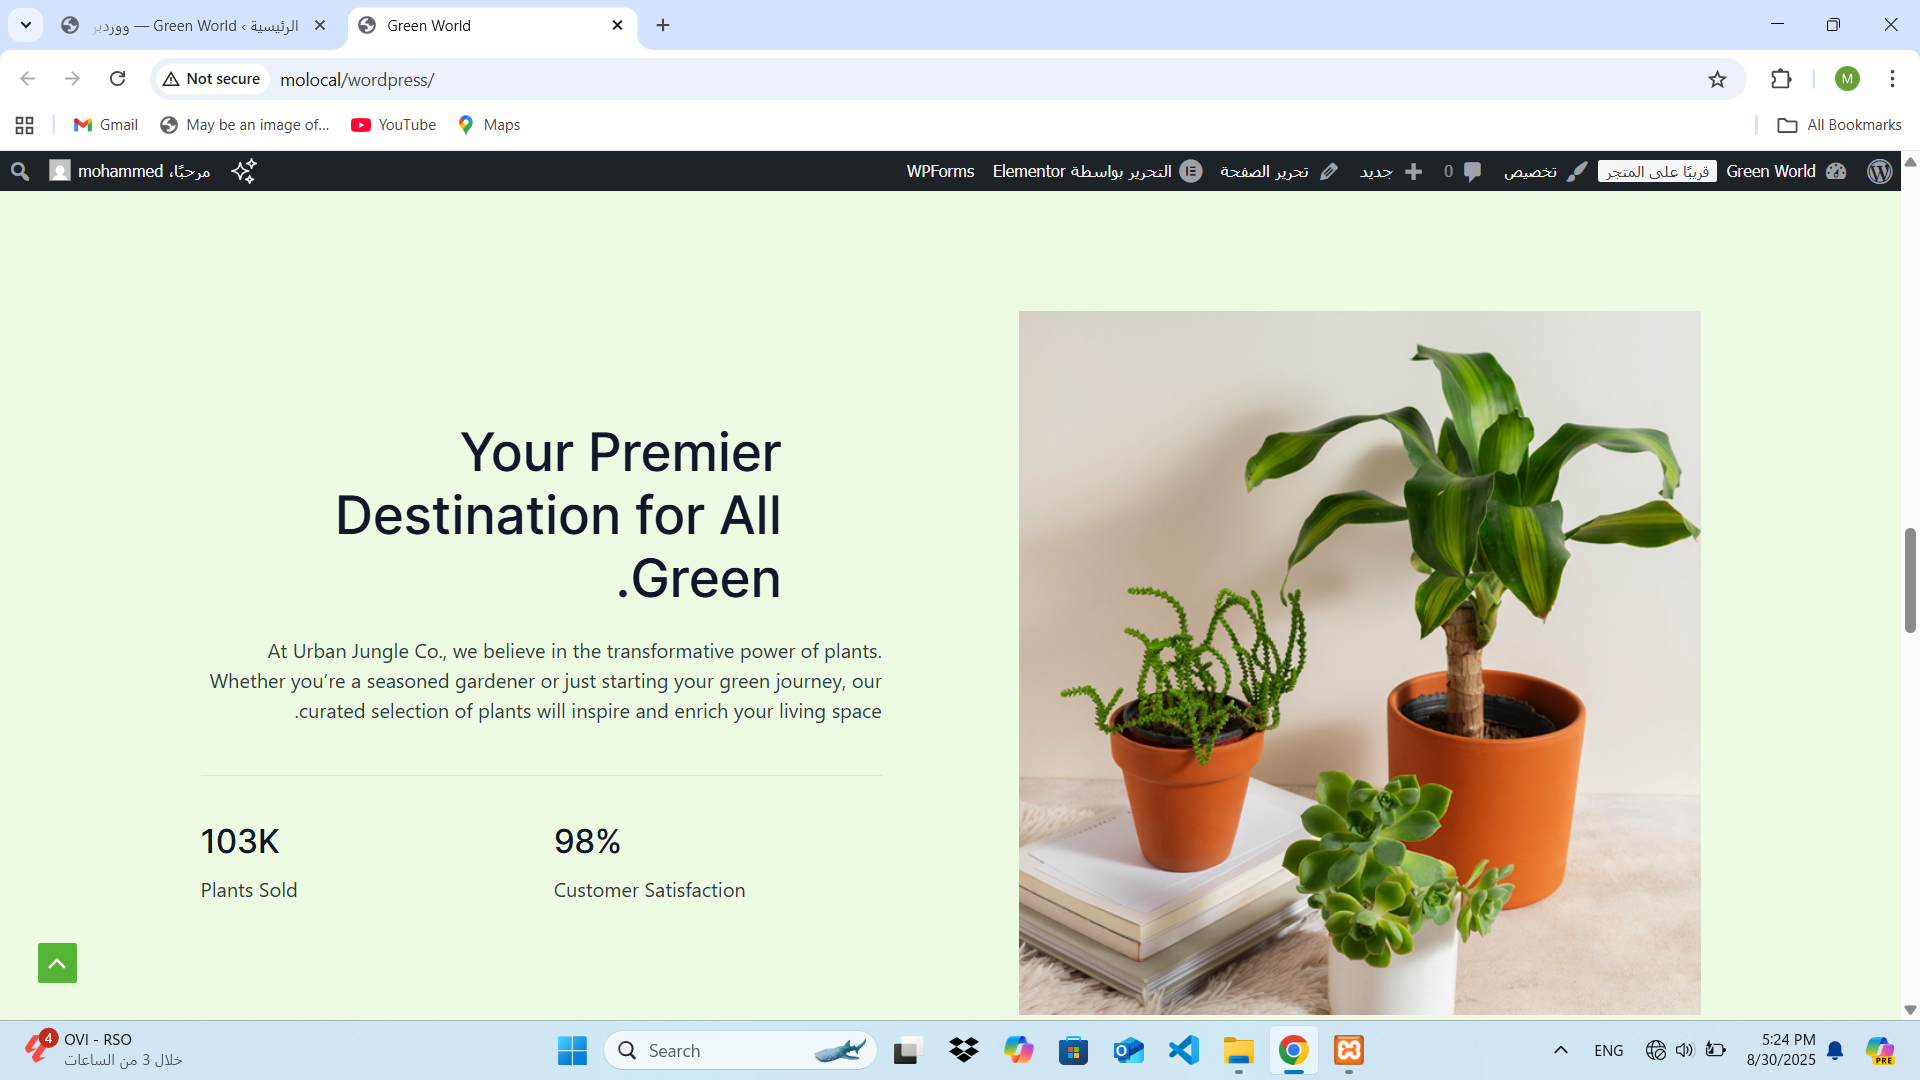 الرئيسية ‹ Green World — ووردبر
Green World
Not secure
molocal/wordpress/
M
Gmail
May be an image of...
YouTube
Maps
All Bookmarks
مرحبًا، mohammed
WPForms
التحرير بواسطة Elementor
تحرير الصفحة
جديد
0
تخصيص
قريبًا على المتجر
Green World
Your Premier
Destination for All
.Green
At Urban Jungle Co., we believe in the transformative power of plants.
Whether you’re a seasoned gardener or just starting your green journey, our
.curated selection of plants will inspire and enrich your living space
103K
Plants Sold
98%
Customer Satisfaction
4
OVI - RSO
خلال 3 من الساعات
Search
ENG
5:24 PM
8/30/2025
PRE